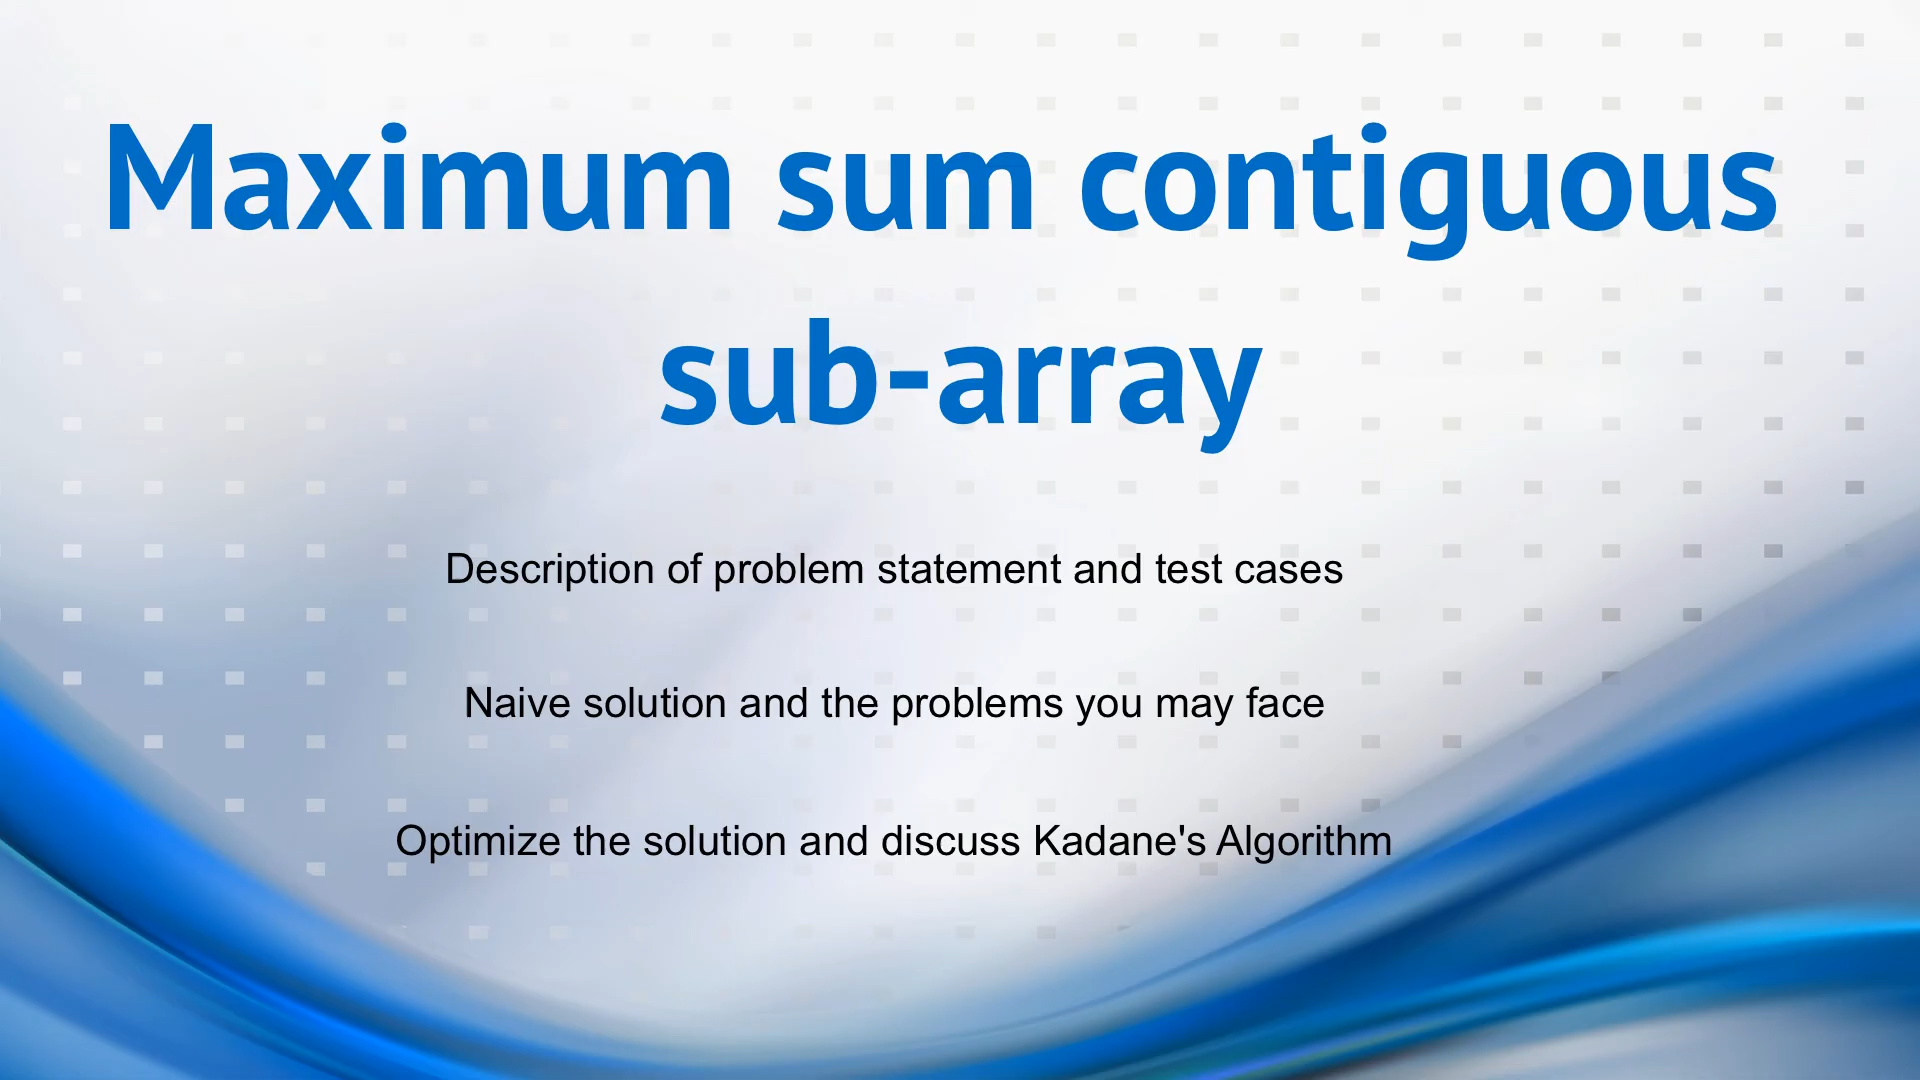 Maximum sum contiguous
sub-array
Description of problem statement and test cases
Naive solution and the problems you may face
Optimize the solution and discuss Kadane's Algorithm